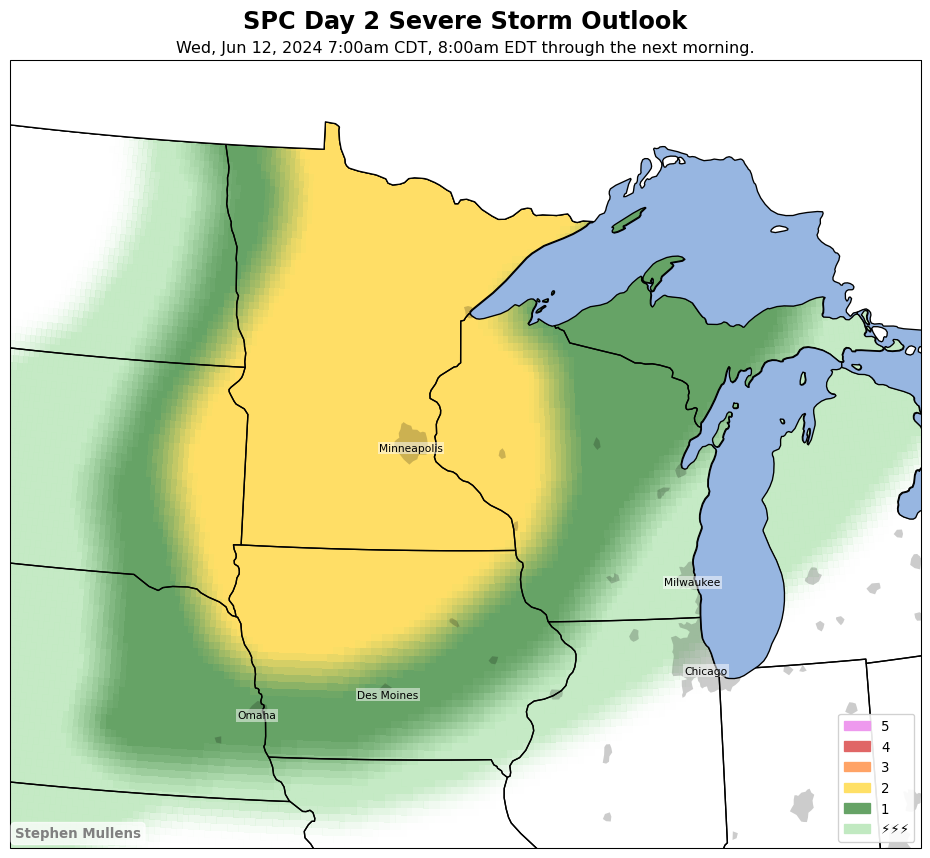 SPC Day 2 Severe Storm Outlook
Wed, Jun 12, 2024 7:00am CDT, 8:00am EDT through the next morning.
Minneapolis
Milwaukee
Chicago
Des Moines
Omaha
5
4
3
2
1
⚡⚡⚡
Stephen Mullens